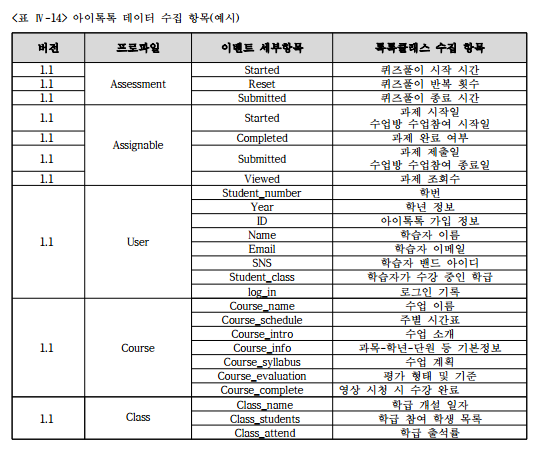 <표 Ⅳ-14> 아이톡톡 데이터 수집 항목(예시)
버전 프로파일 이벤트 세부항목 톡톡클래스 수집 항목
1.1 Assessment Started 퀴즈풀이 시작 시간
1.1 Reset 퀴즈풀이 반복 횟수
1.1 Submitted 퀴즈풀이 종료 시간
1.1 Assignable Started 과제 시작일
수업방 수업참여 시작일
1.1 Completed 과제 완료 여부
1.1 Submitted 과제 제출일
수업방 수업참여 종료일
1.1 Viewed 과제 조회수
1.1 User Student_number 학번
Year 학년 정보
ID 아이톡톡 가입 정보
Name 학습자 이름
Email 학습자 이메일
SNS 학습자 밴드 아이디
Student_class 학습자가 수강 중인 학급
log_in 로그인 기록
1.1 Course Course_name 수업 이름
Course_schedule 주별 시간표
Course_intro 수업 소개
Course_info 과목-학년-단원 등 기본정보
Course_syllabus 수업 계획
Course_evaluation 평가 형태 및 기준
Course_complete 영상 시청 시 수강 완료
1.1 Class Class_name 학급 개설 일자
Class_students 학급 참여 학생 목록
Class_attend 학급 출석률